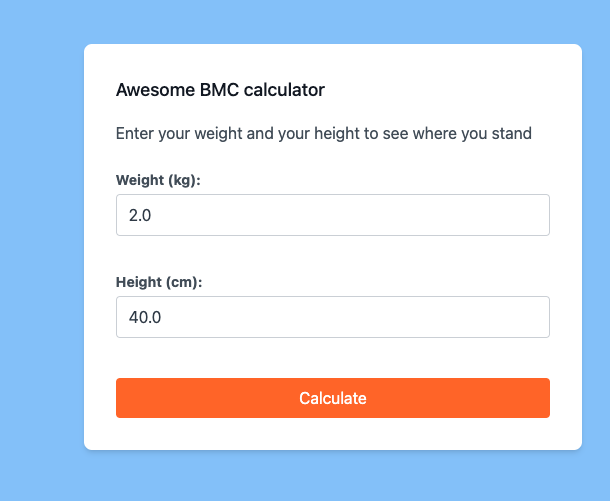 Awesome BMC calculator
Enter your weight and your height to see where you stand
Weight (kg):
2.0
Height (cm):
40.0
Calculate